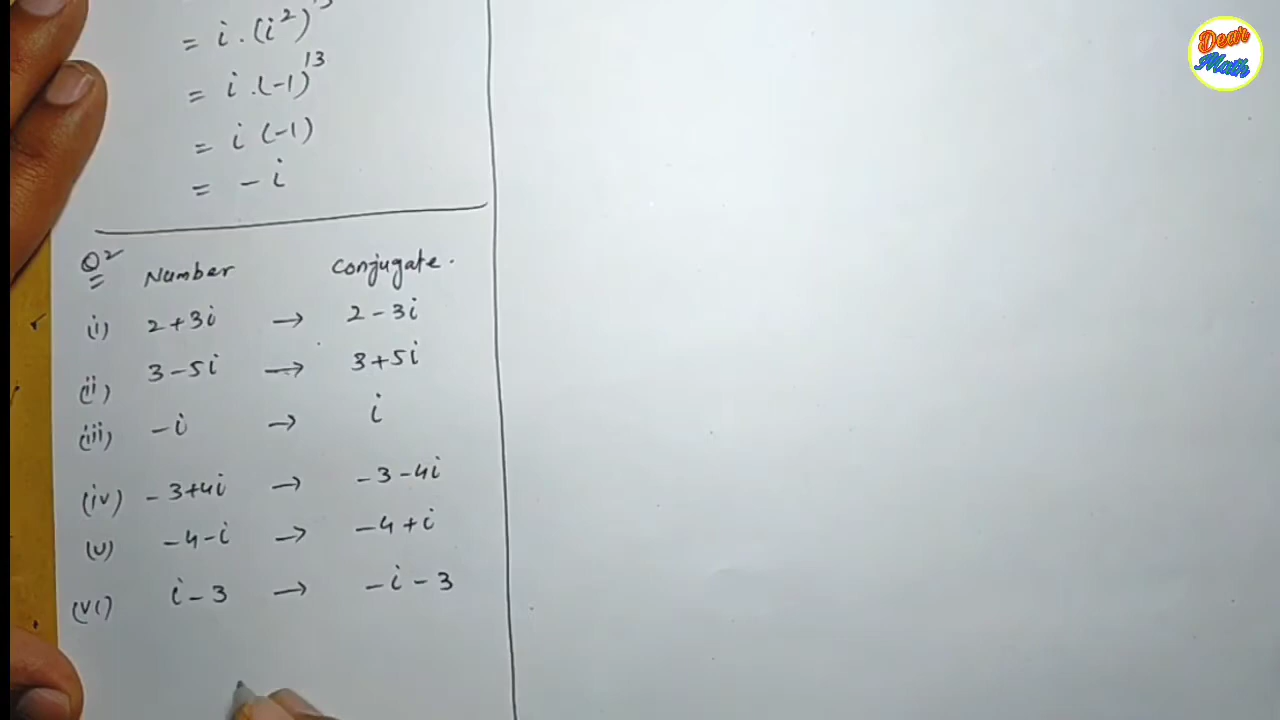 = i . (i²)¹³
= i . (-1)¹³
= i (-1)
= - i
Q2 Number Conjugate.
(i) 2+3i → 2-3i
(ii) 3-5i → 3+5i
(iii) -i → i
(iv) -3+4i → -3-4i
(v) -4-i → -4+i
(vi) i-3 → -i-3
Dear
Math